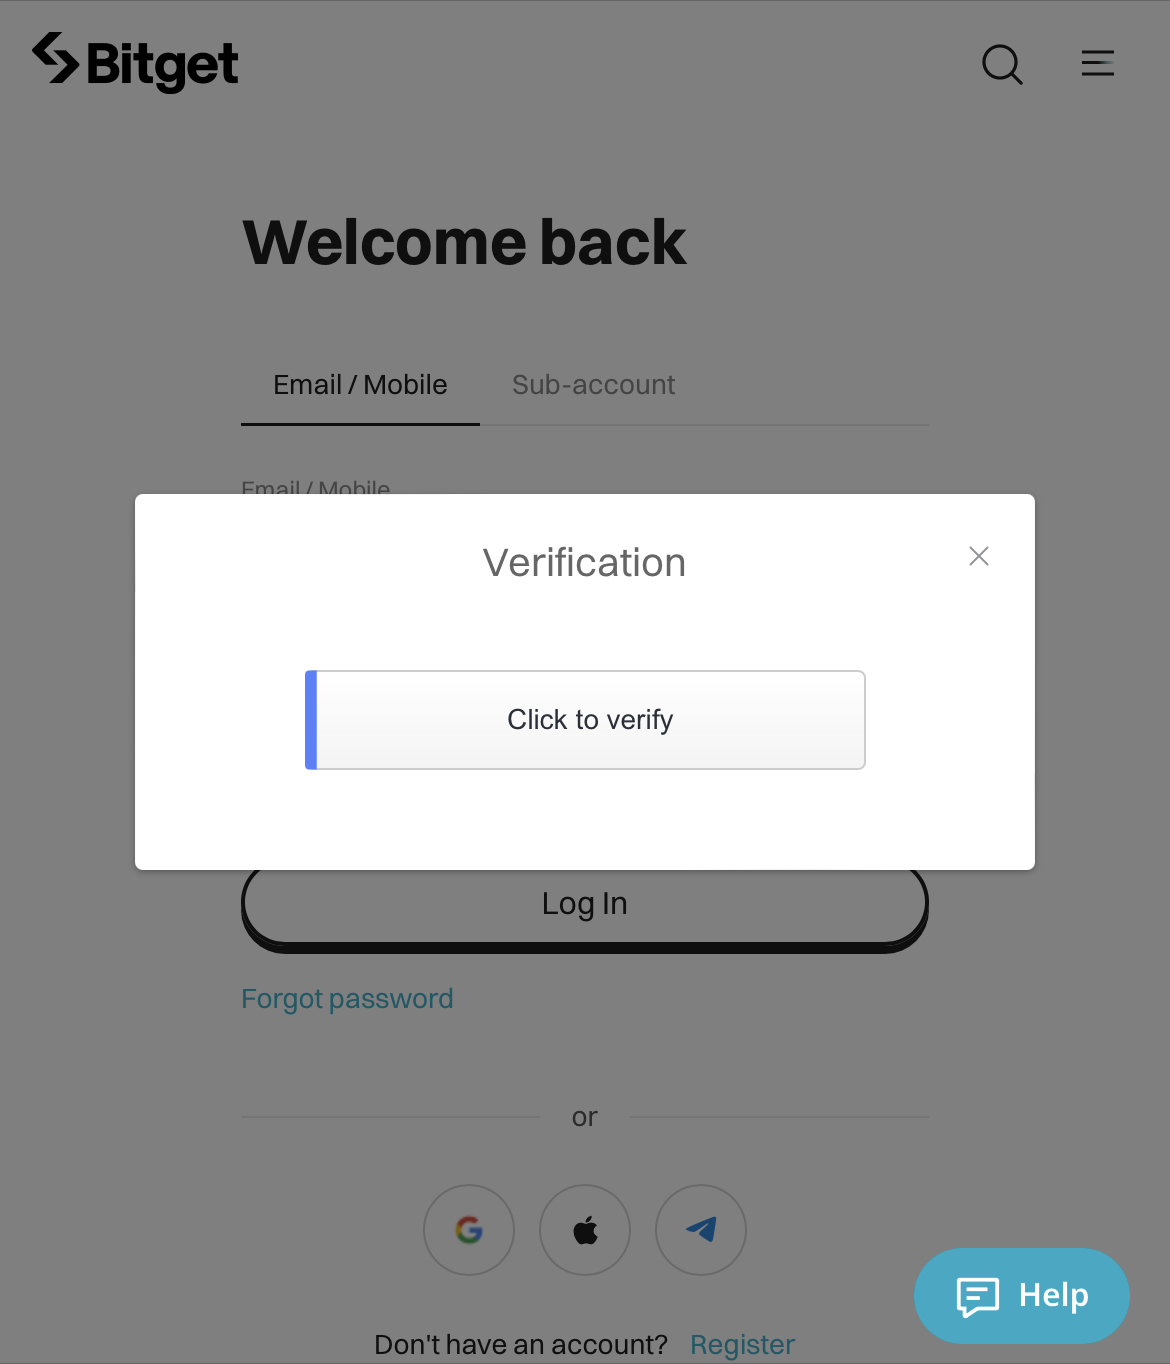 Bitget
Welcome back
Email / Mobile
Sub-account
Email / Mobile
Verification
Click to verify
Log In
Forgot password
or
Help
Don't have an account? Register